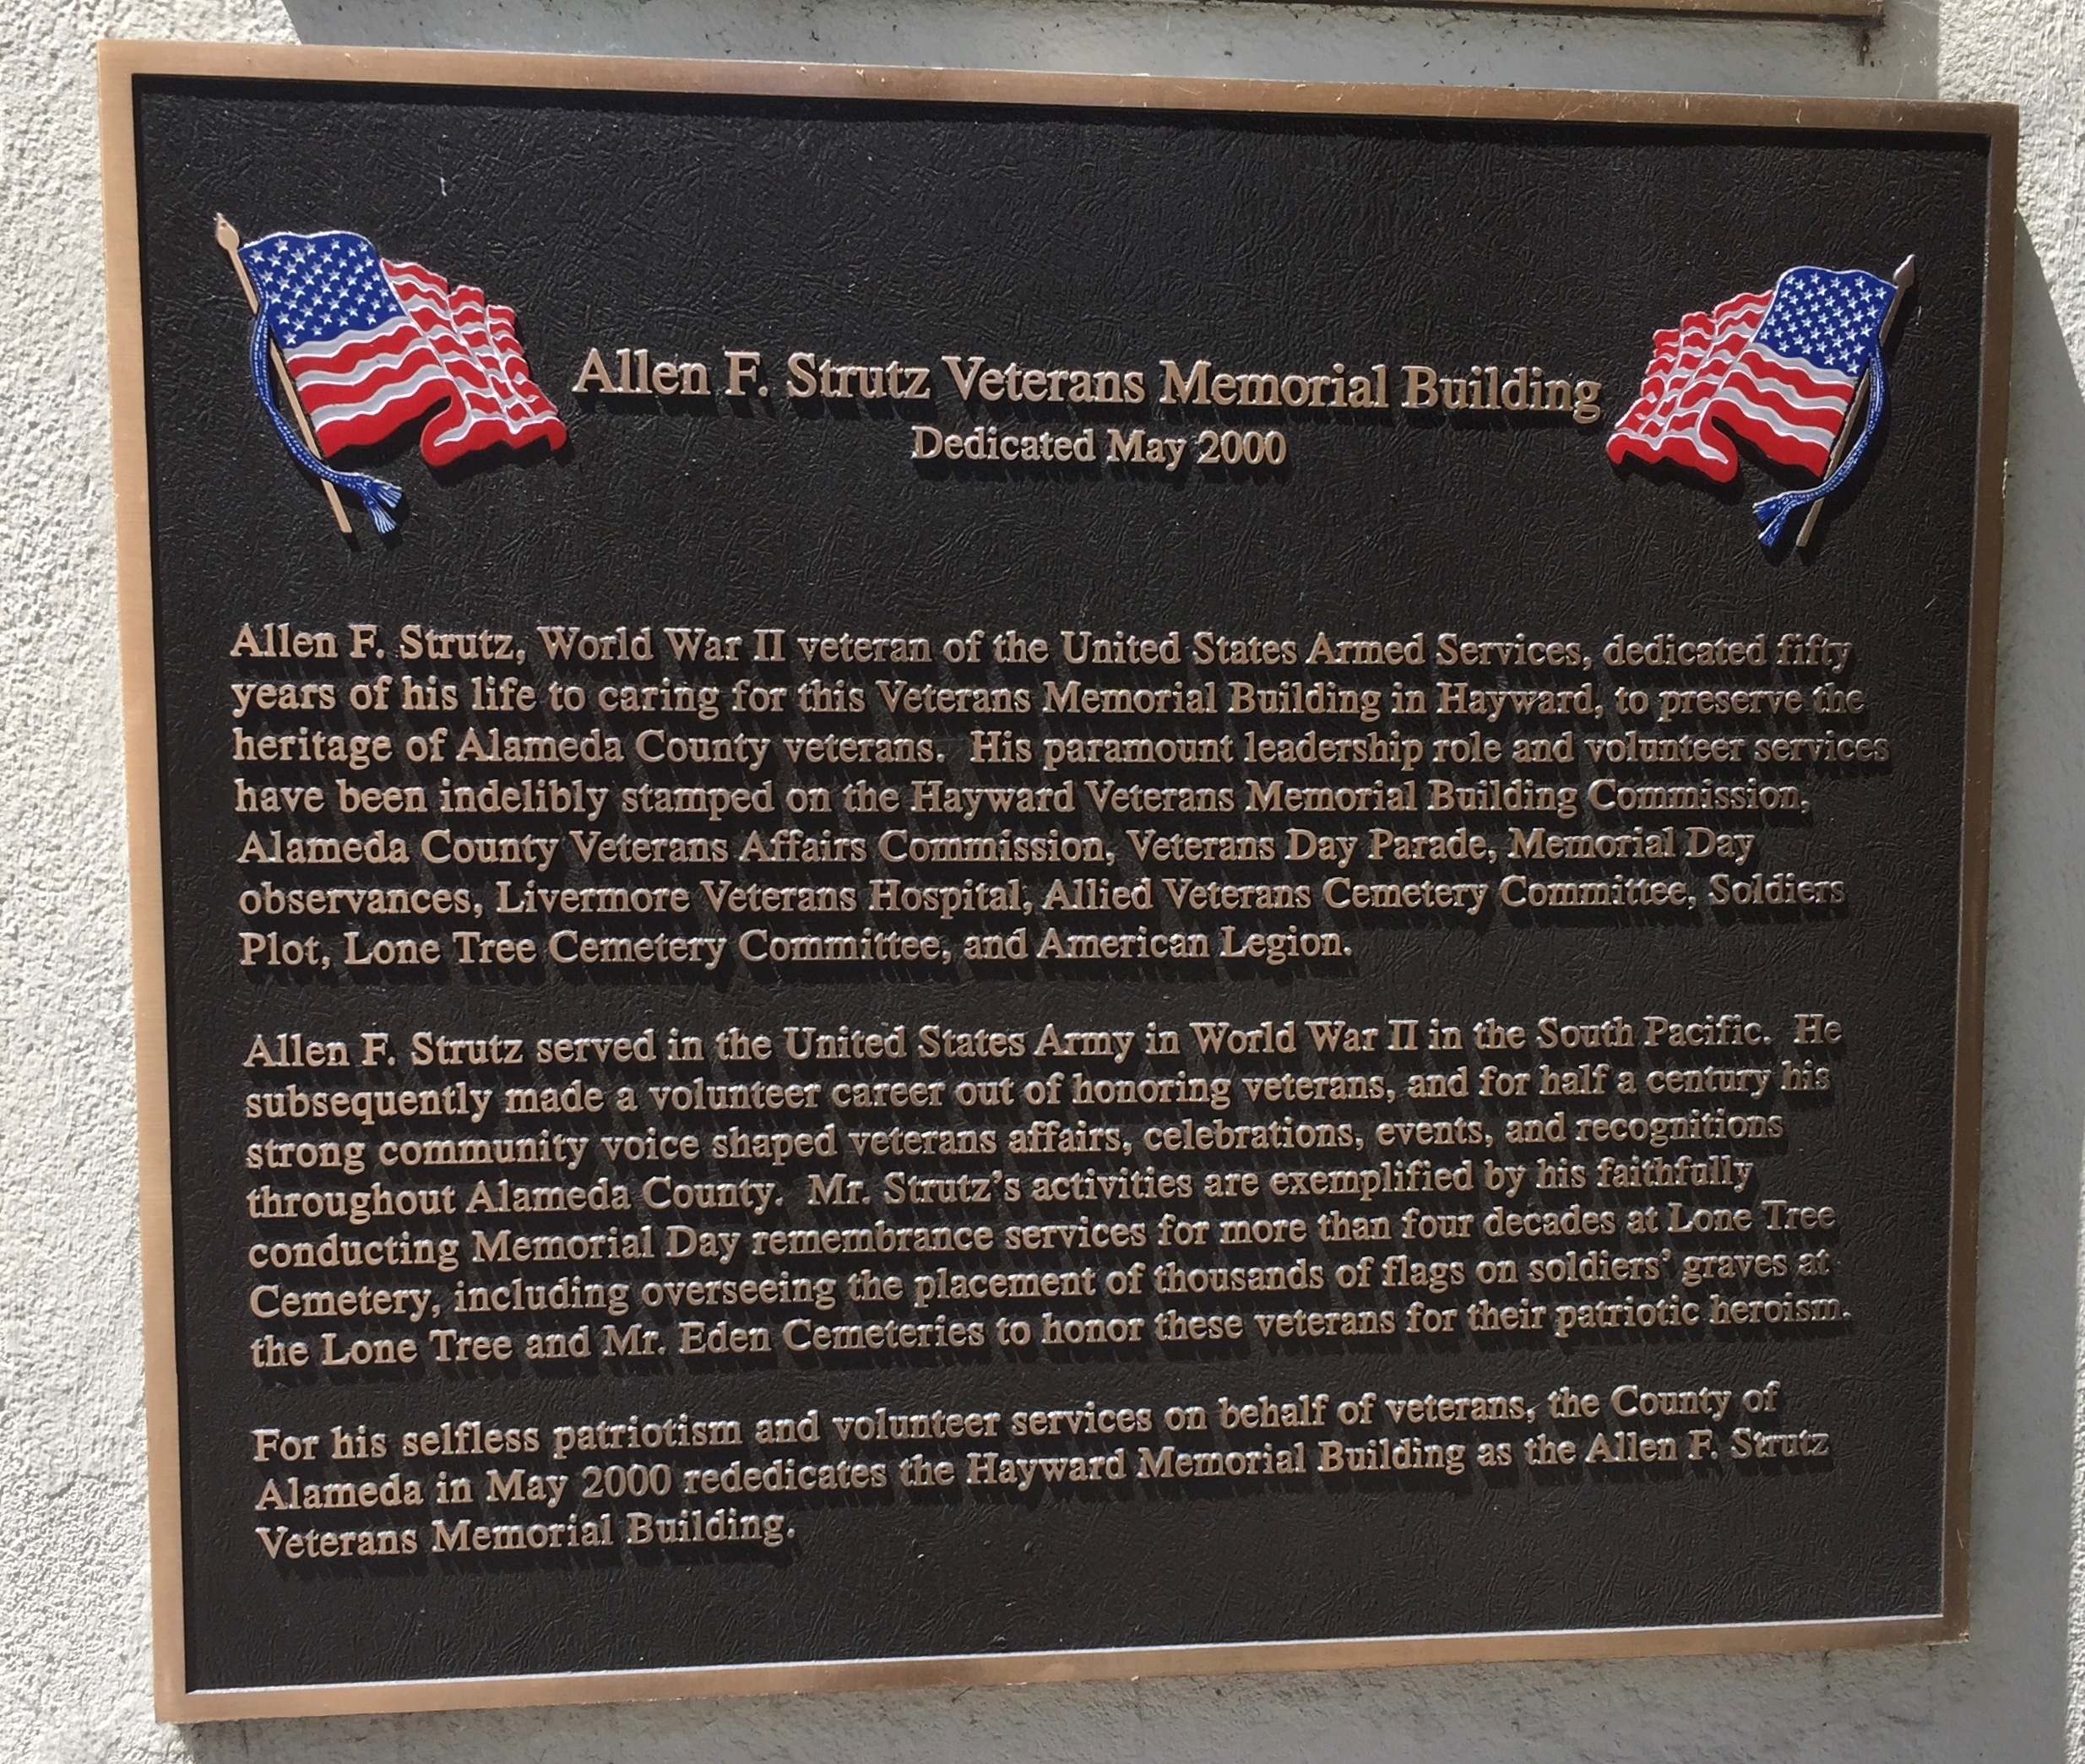 Allen F. Strutz Veterans Memorial Building
Dedicated May 2000
Allen F. Strutz, World War II veteran of the United States Armed Services, dedicated fifty
years of his life to caring for this Veterans Memorial Building in Hayward, to preserve the
heritage of Alameda County veterans. His paramount leadership role and volunteer services
have been indelibly stamped on the Hayward Veterans Memorial Building Commission,
Alameda County Veterans Affairs Commission, Veterans Day Parade, Memorial Day
observances, Livermore Veterans Hospital, Allied Veterans Cemetery Committee, Soldiers
Plot, Lone Tree Cemetery Committee, and American Legion.
Allen F. Strutz served in the United States Army in World War II in the South Pacific. He
subsequently made a volunteer career out of honoring veterans, and for half a century his
strong community voice shaped veterans affairs, celebrations, events, and recognitions
throughout Alameda County. Mr. Strutz's activities are exemplified by his faithfully
conducting Memorial Day remembrance services for more than four decades at Lone Tree
Cemetery, including overseeing the placement of thousands of flags on soldiers' graves at
the Lone Tree and Mr. Eden Cemeteries to honor these veterans for their patriotic heroism.
For his selfless patriotism and volunteer services on behalf of veterans, the County of
Alameda in May 2000 rededicates the Hayward Memorial Building as the Allen F. Strutz
Veterans Memorial Building.